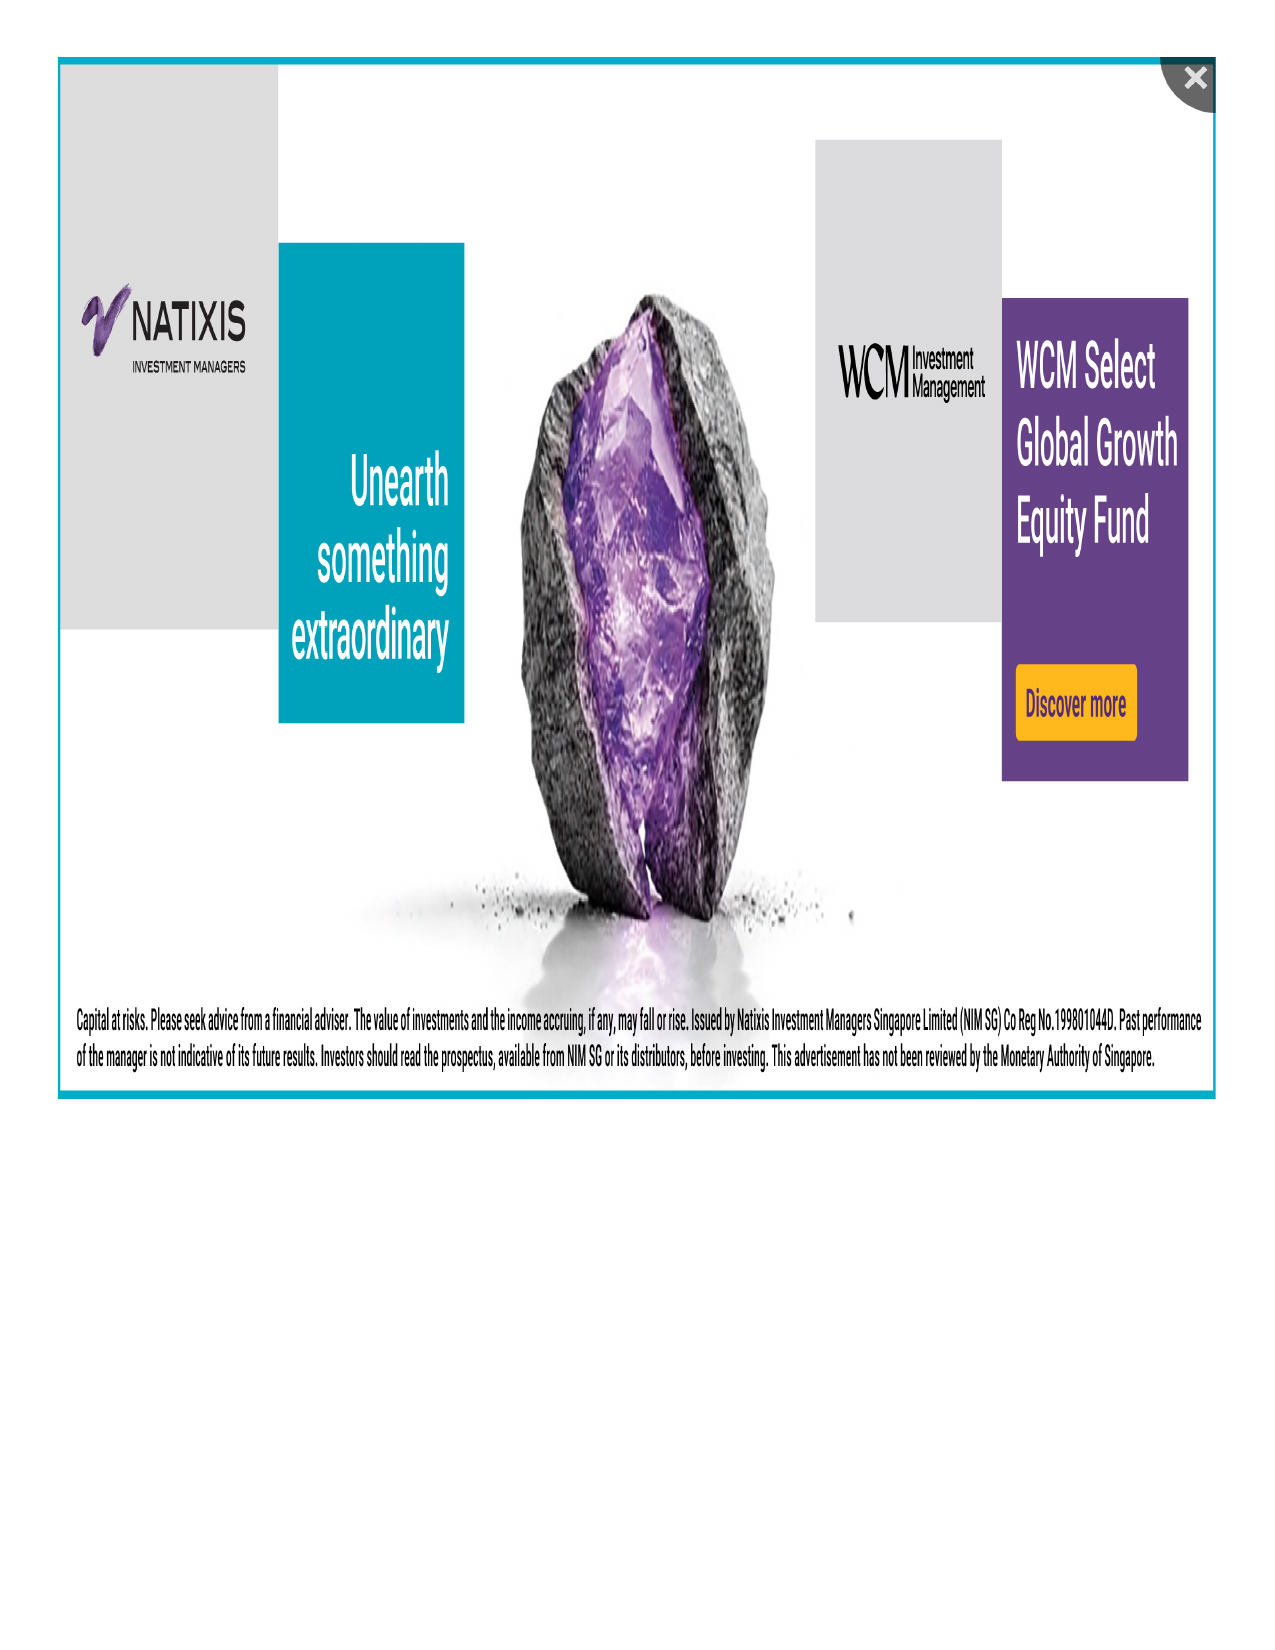 NATIXIS
INVESTMENT MANAGERS
Unearth
something
extraordinary
WCM Investment
Management
WCM Select
Global Growth
Equity Fund
Discover more
Capital at risks. Please seek advice from a financial adviser. The value of investments and the income accruing, if any, may fall or rise. Issued by Natixis Investment Managers Singapore Limited (NIM SG) Co Reg No.199801044D. Past performance
of the manager is not indicative of its future results. Investors should read the prospectus, available from NIM SG or its distributors, before investing. This advertisement has not been reviewed by the Monetary Authority of Singapore.